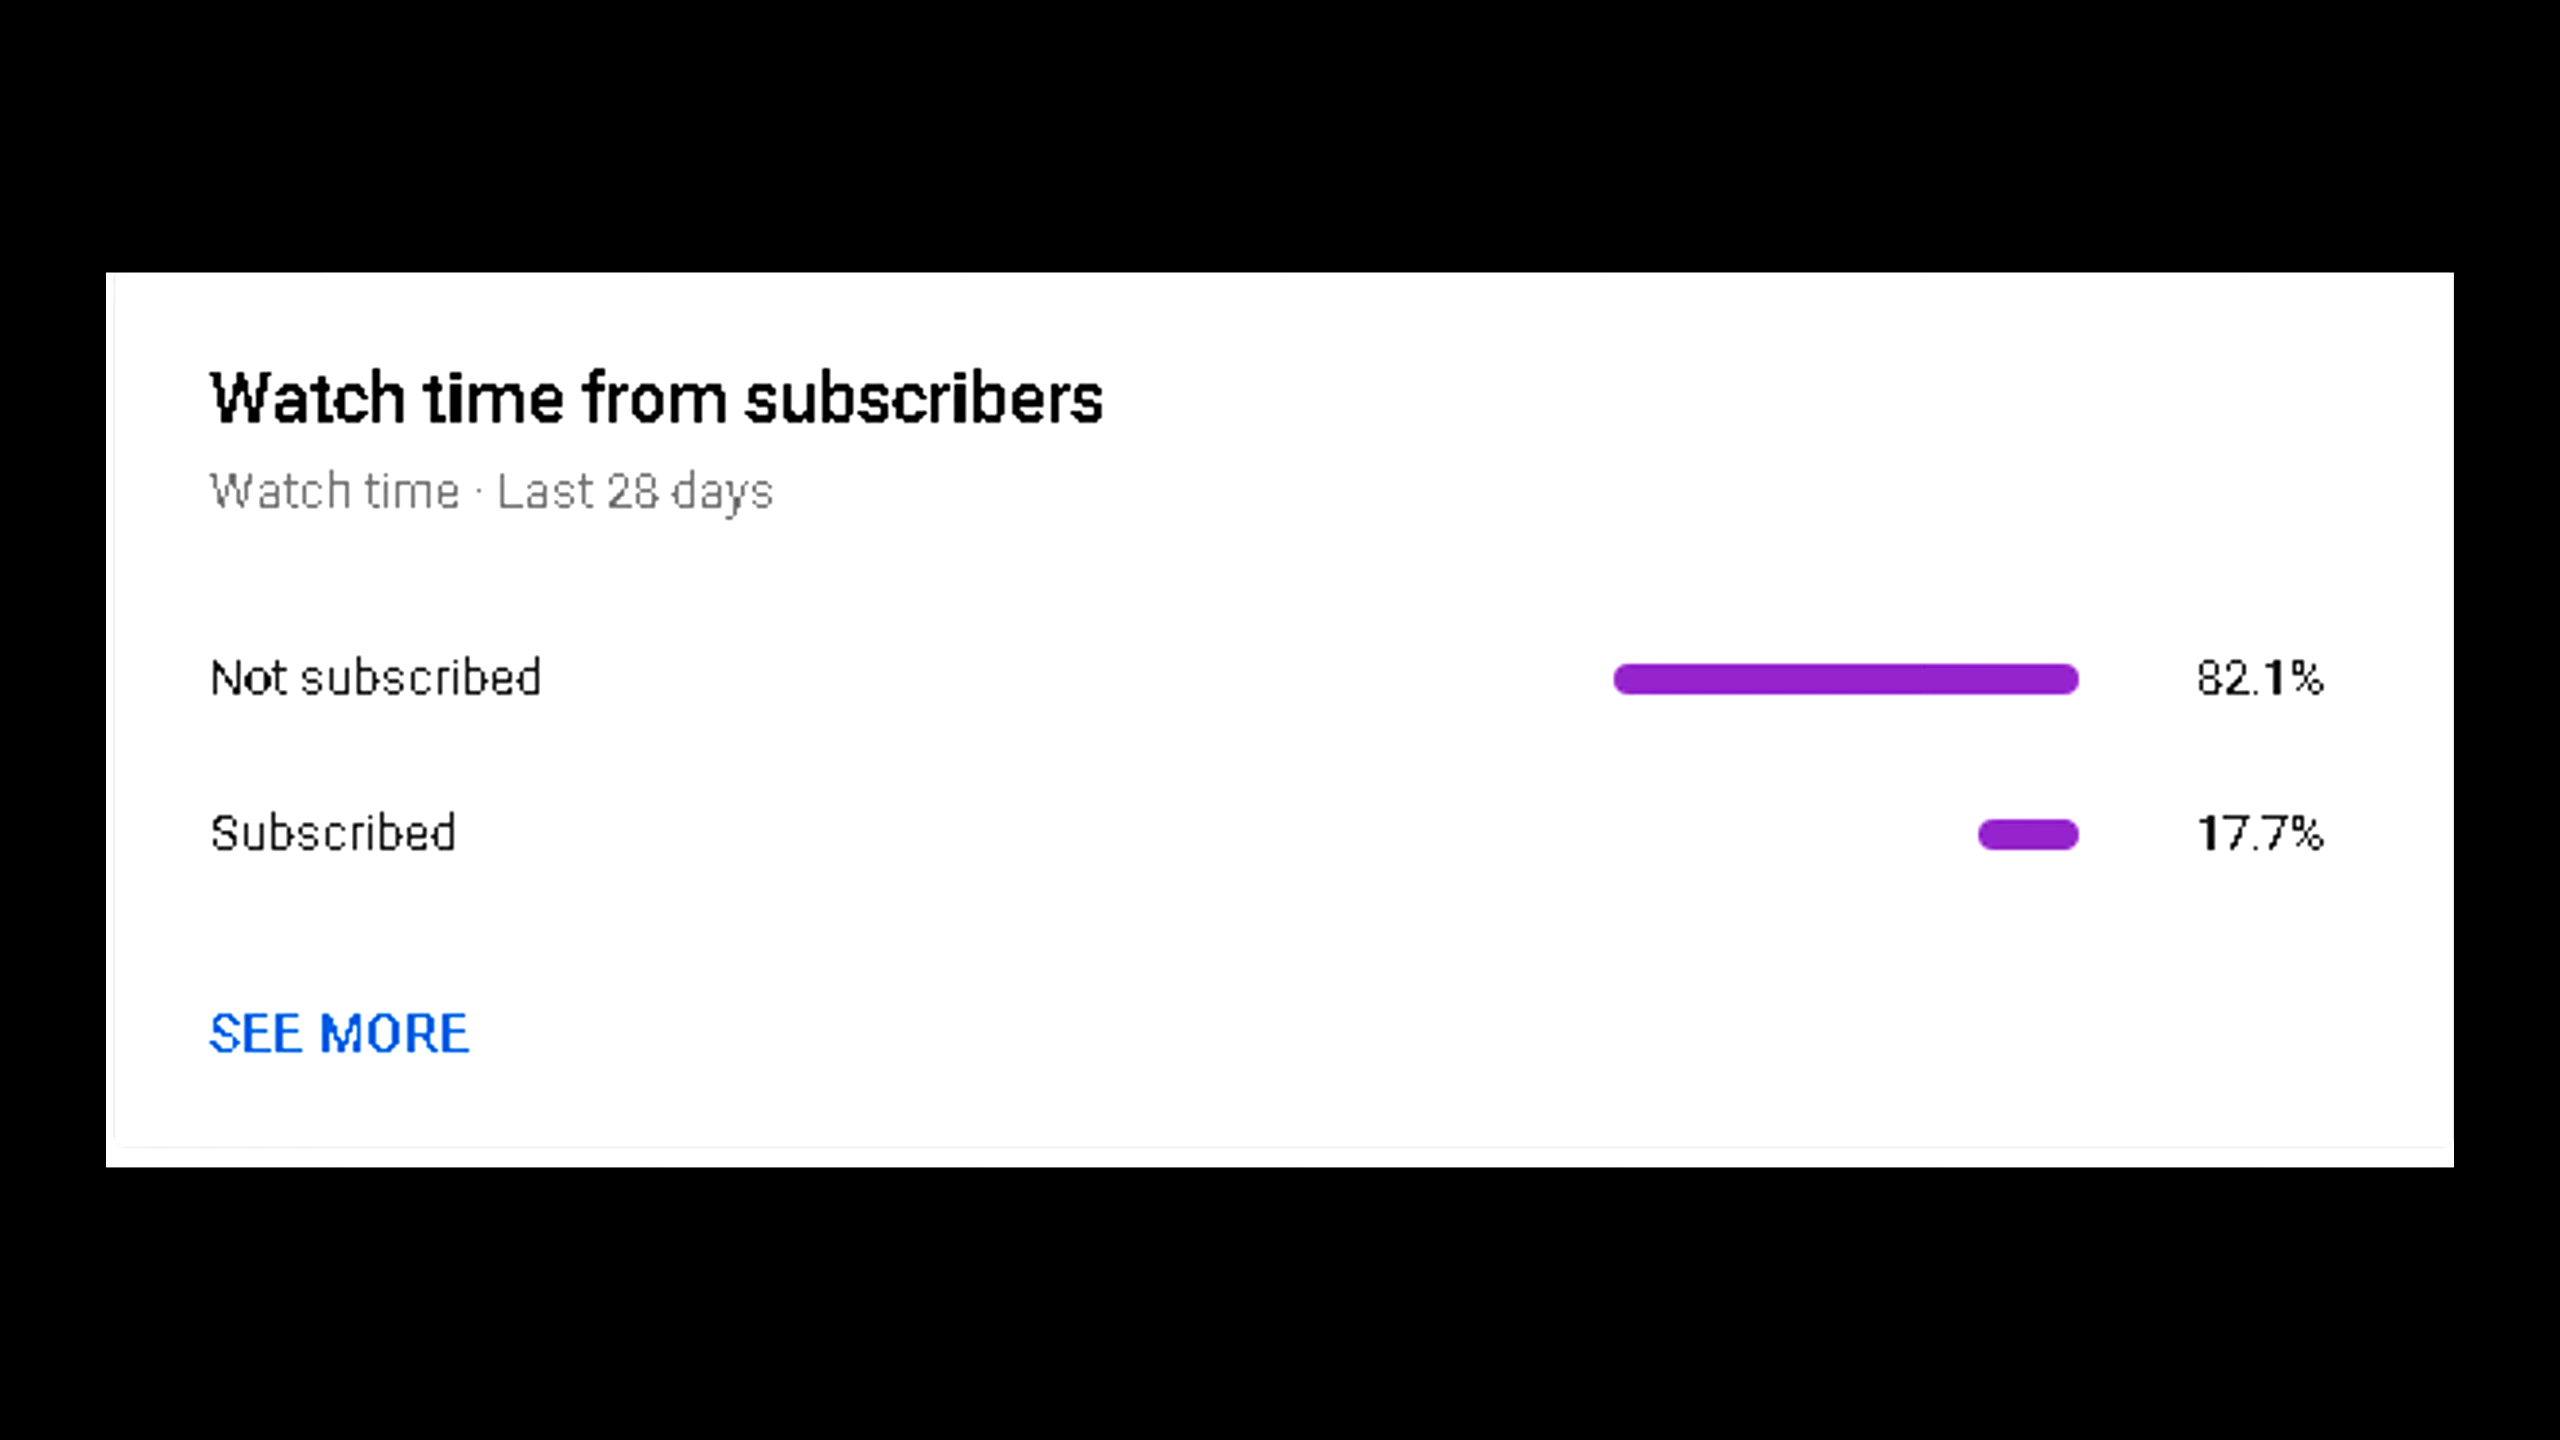 Watch time from subscribers
Watch time · Last 28 days
Not subscribed 82.1%
Subscribed 17.7%
SEE MORE